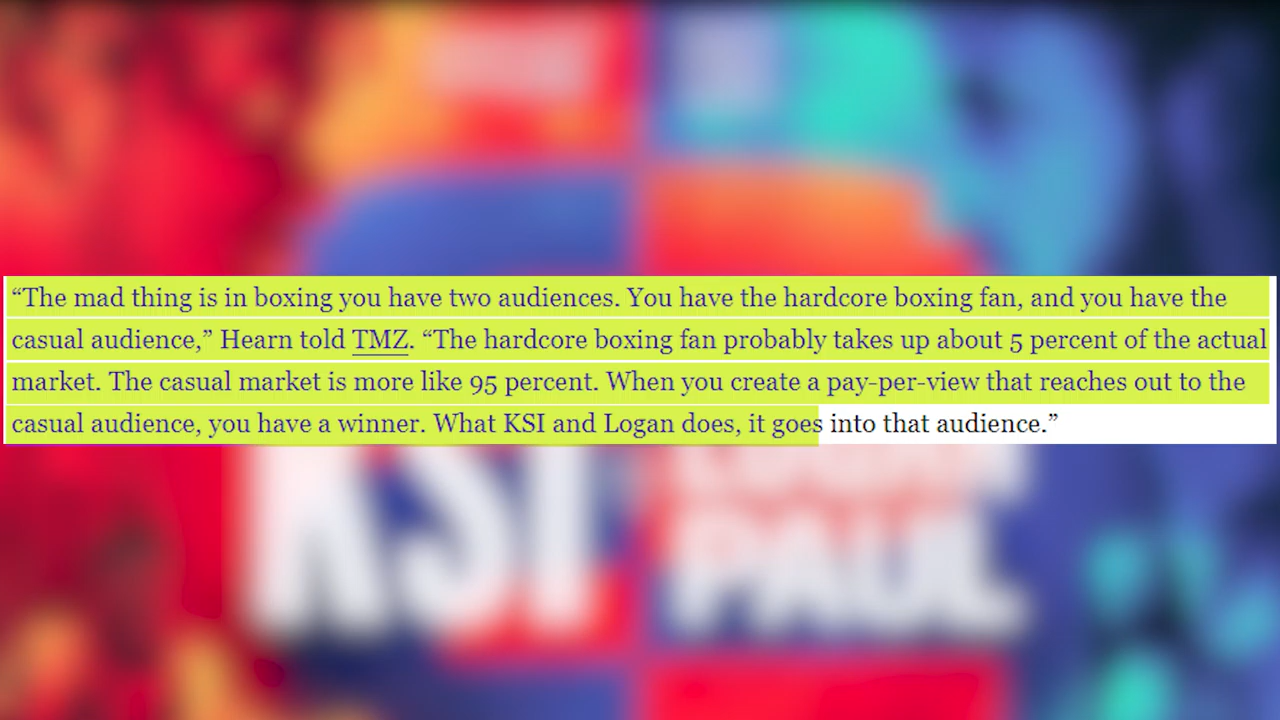 “The mad thing is in boxing you have two audiences. You have the hardcore boxing fan, and you have the
casual audience,” Hearn told TMZ. “The hardcore boxing fan probably takes up about 5 percent of the actual
market. The casual market is more like 95 percent. When you create a pay-per-view that reaches out to the
casual audience, you have a winner. What KSI and Logan does, it goes into that audience.”
KSI
PAUL